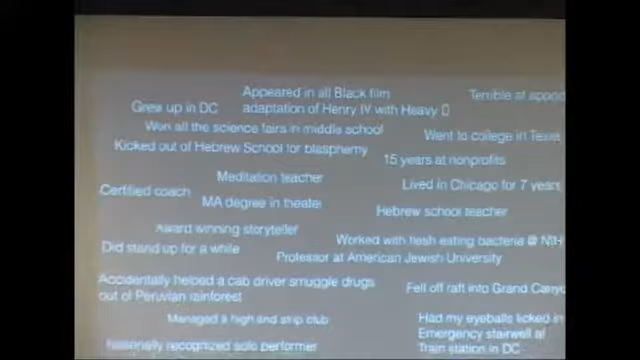 Appeared in all Black film
adaptation of Henry IV with Heavy D
Terrible at
Grew up in DC
Won all the science fairs in middle school
Went to college in Texas
Kicked out of Hebrew School for blasphemy
15 years at nonprofits
Meditation teacher
Lived in Chicago for 7 years
Certified coach
MA degree in theater
Hebrew school teacher
Award winning storyteller
Worked with flesh eating bacteria @ NIH
Did stand up for a while
Professor at American Jewish University
Accidentally helped a cab driver smuggle drugs
out of Peruvian rainforest
Fell off raft into Grand Canyo
Managed a high end strip club
Had my eyeballs licked in
Emergency stairwell at
Train station in DC
Nationally recognized solo performer